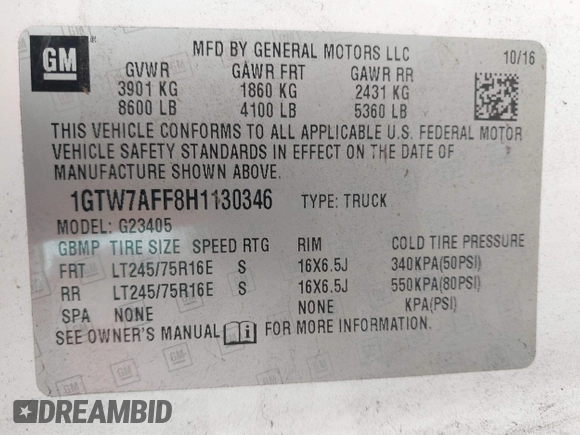 GM
MFD BY GENERAL MOTORS LLC 10/16
GVWR GAWR FRT GAWR RR
3901 KG 1860 KG 2431 KG
8600 LB 4100 LB 5360 LB
THIS VEHICLE CONFORMS TO ALL APPLICABLE U.S. FEDERAL MOTOR
VEHICLE SAFETY STANDARDS IN EFFECT ON THE DATE OF
MANUFACTURE SHOWN ABOVE.
1GTW7AFF8H1130346 TYPE: TRUCK
MODEL: G23405
GBMP TIRE SIZE SPEED RTG RIM COLD TIRE PRESSURE
FRT LT245/75R16E S 16X6.5J 340KPA(50PSI)
RR LT245/75R16E S 16X6.5J 550KPA(80PSI)
SPA NONE NONE KPA(PSI)
SEE OWNER'S MANUAL FOR MORE INFORMATION.
DREAMBID